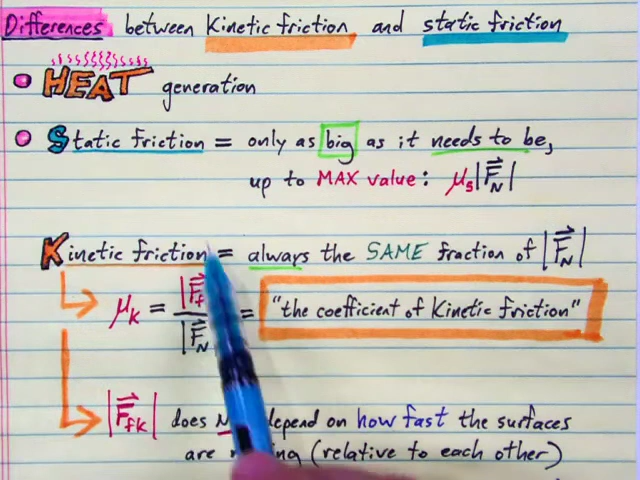 Differences between Kinetic friction and static friction
HEAT generation
Static friction = only as big as it needs to be,
up to MAX value: μs|F⃗N|
Kinetic friction = always the SAME fraction of |F⃗N|
μK = |F⃗f / |F⃗N = "the coefficient of Kinetic friction"
|F⃗fk| does depend on how fast the surfaces
are (relative to each other)